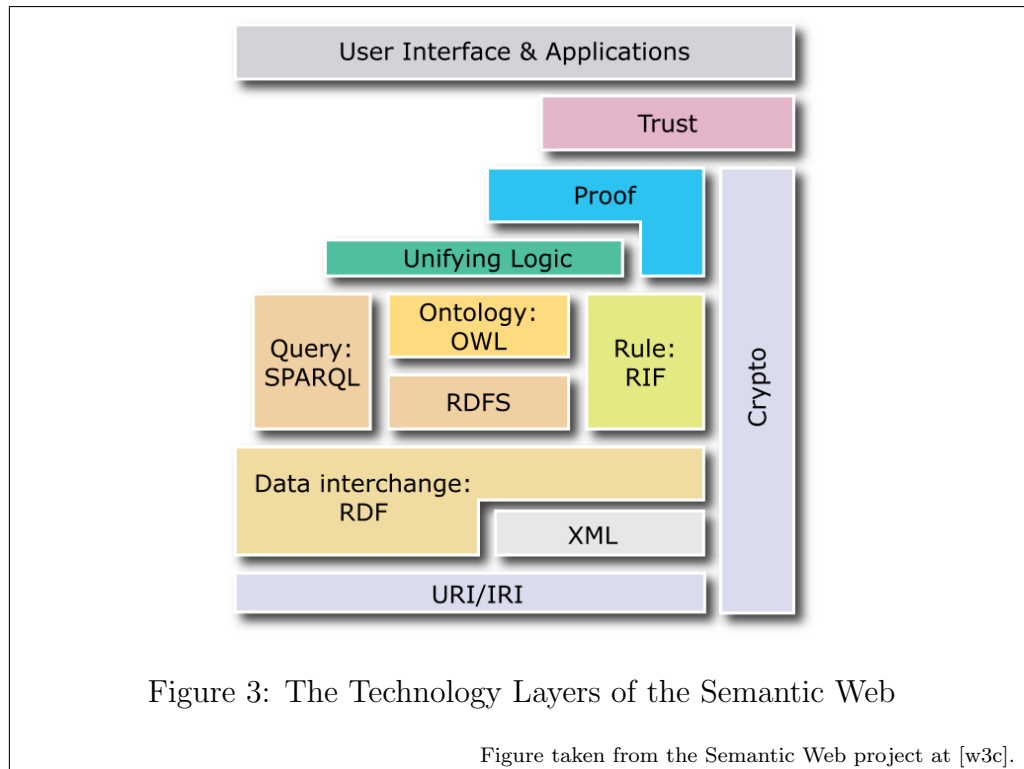 User Interface & Applications
Trust
Proof
Unifying Logic
Query:
SPARQL
Ontology:
OWL
RDFS
Rule:
RIF
Crypto
Data interchange:
RDF
XML
URI/IRI
Figure 3: The Technology Layers of the Semantic Web
Figure taken from the Semantic Web project at [w3c].